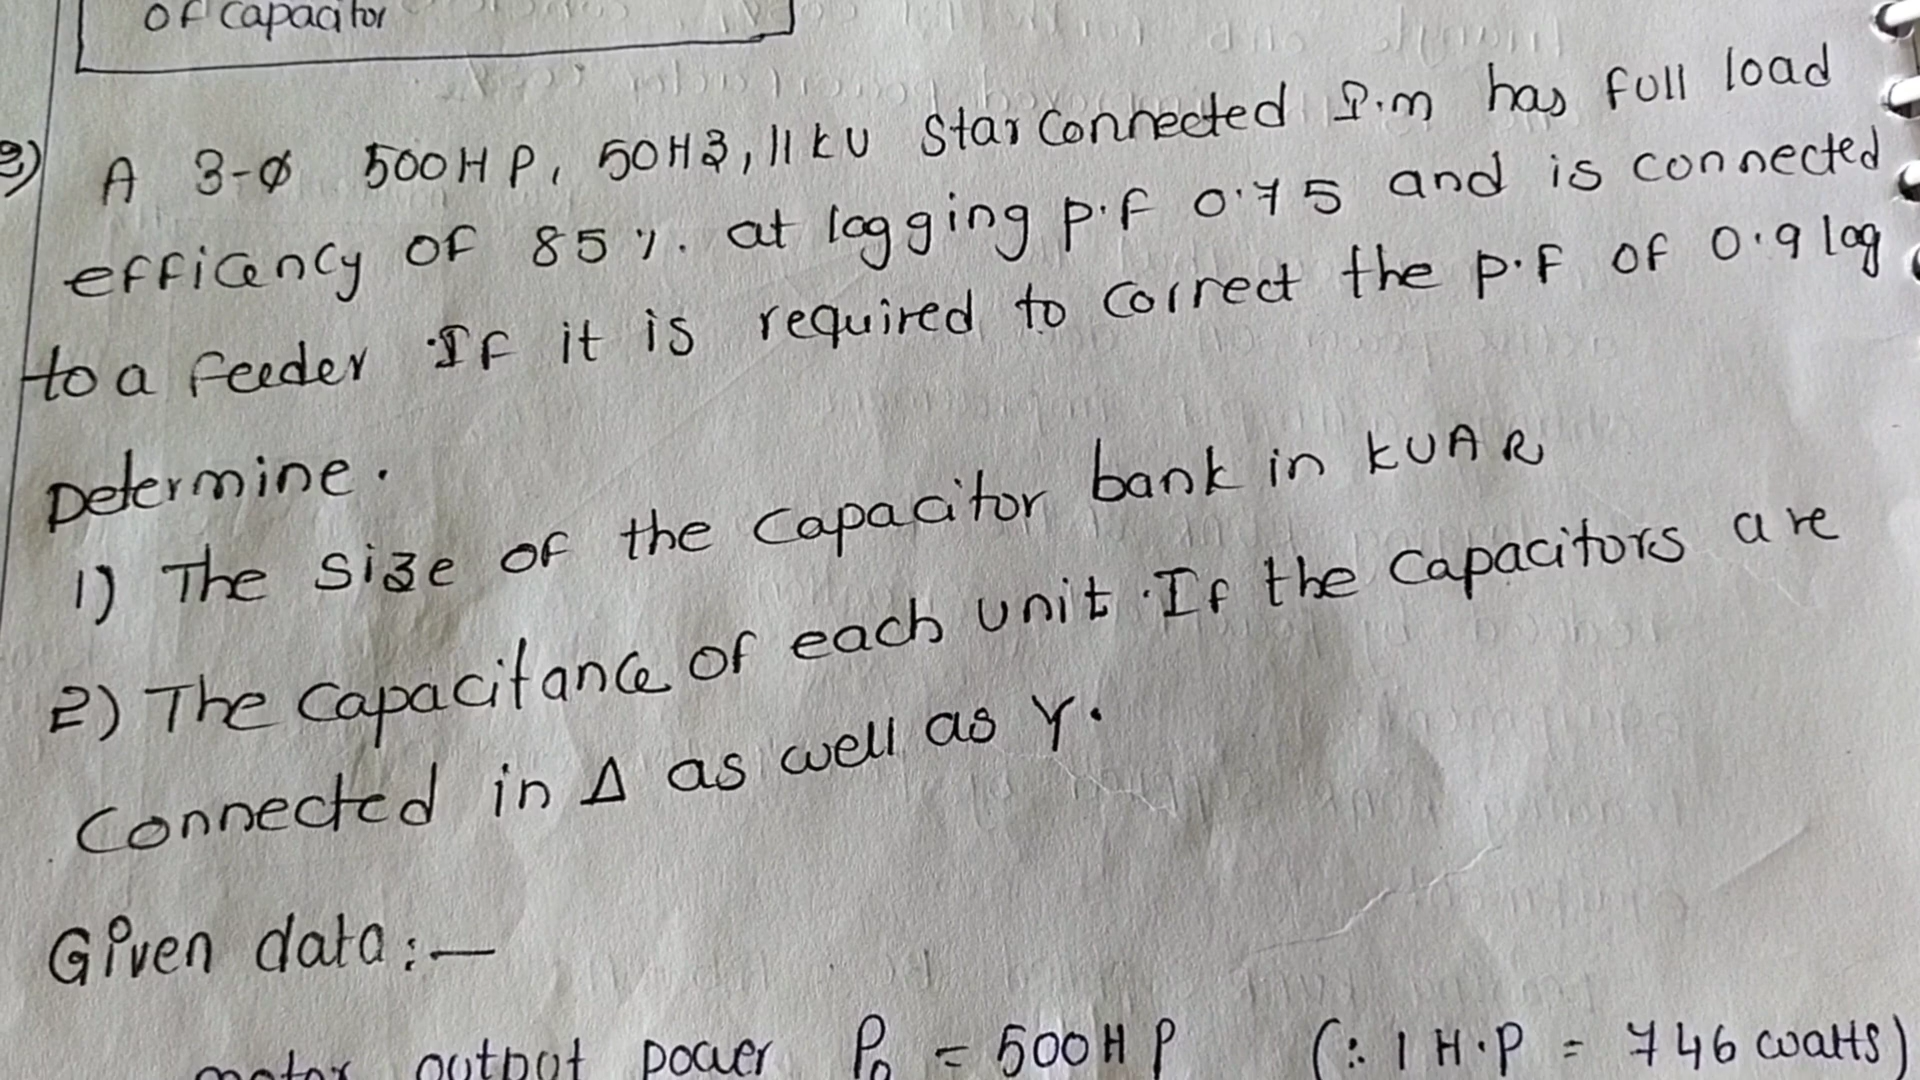 of capacitor
3) A 3-Φ 500HP, 50HZ, 11kV Star Connected I.m has full load
efficency of 85%. at lagging p.f 0.75 and is connected
to a feeder. If it is required to correct the p.f of 0.9 lag
Determine.
1) The size of the capacitor bank in KVAR
2) The capacitance of each unit. If the capacitors are
Connected in Δ as well as Y.
Given data:-
motor output power P₀ = 500HP (∵ 1 H.P = 746 watts)